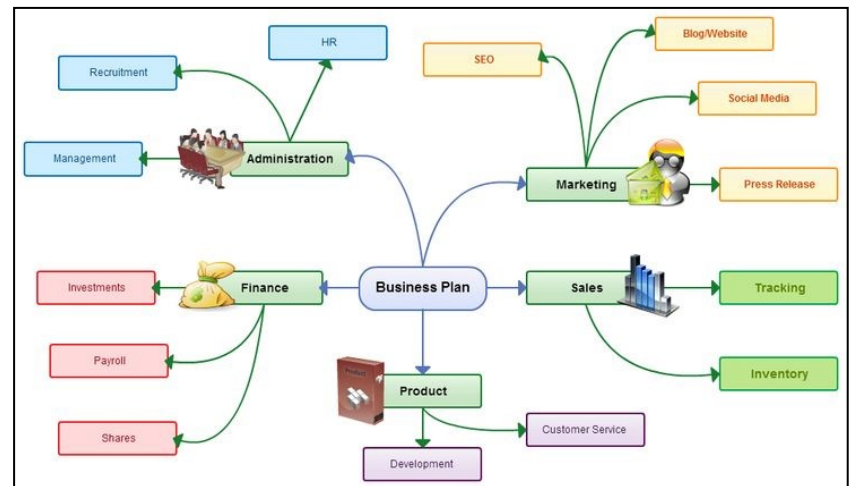 HR
Recruitment
Administration
Management
Blog/Website
SEO
Social Media
Marketing
Press Release
Investments
Finance
Business Plan
Sales
Tracking
Payroll
Product
Product
Inventory
Shares
Customer Service
Development